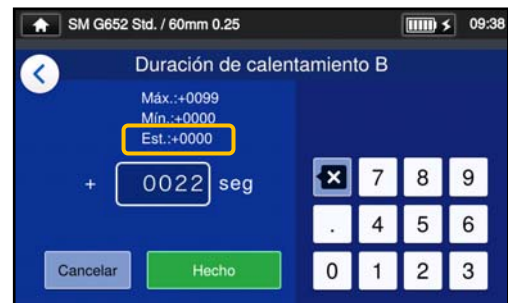 SM G652 Std. / 60mm 0.25 09:38
Duración de calentamiento B
Máx.:+0099
Mín.:+0000
Est.:+0000
+ 0022 seg
7 8 9
. 4 5 6
Cancelar Hecho 0 1 2 3